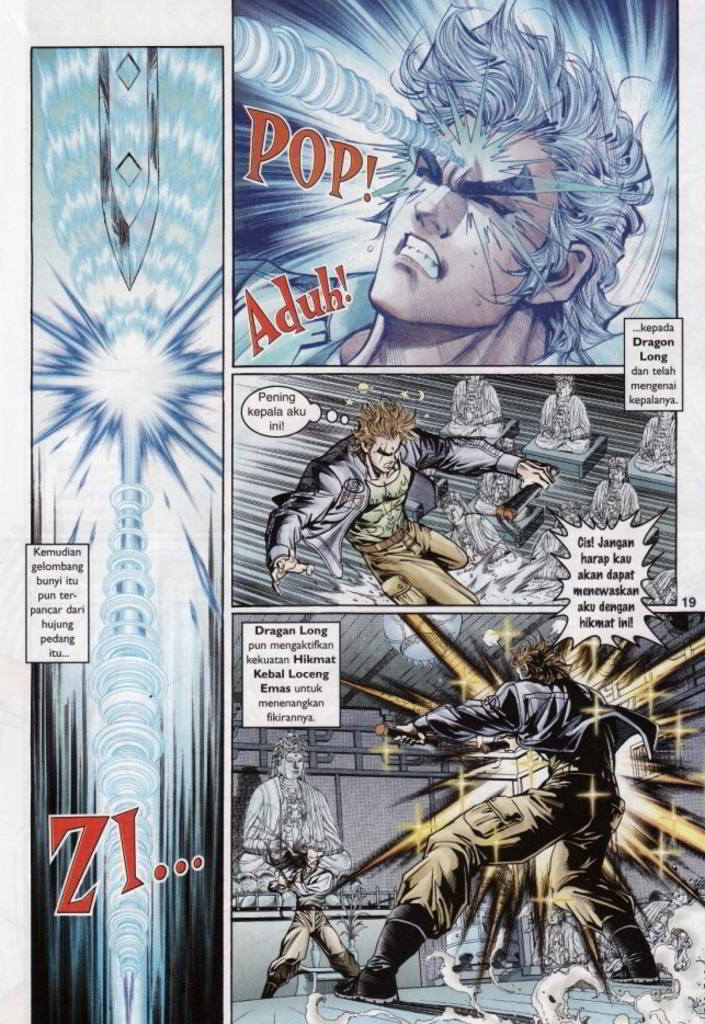 Kemudian
gelombang
bunyi itu
pun ter-
pancar dari
hujung
pedang
itu...
ZI...
POP!
Aduh!
...kepada
Dragon
Long
dan telah
mengenai
kepalanya.
Pening
kepala aku
ini!
Cis! Jangan
harap kau
akan dapat
menewaskan
aku dengan
hikmat ini!
19
Dragan Long
pun mengaktifkan
kekuatan Hikmat
Kebal Loceng
Emas untuk
menenangkan
fikirannya.